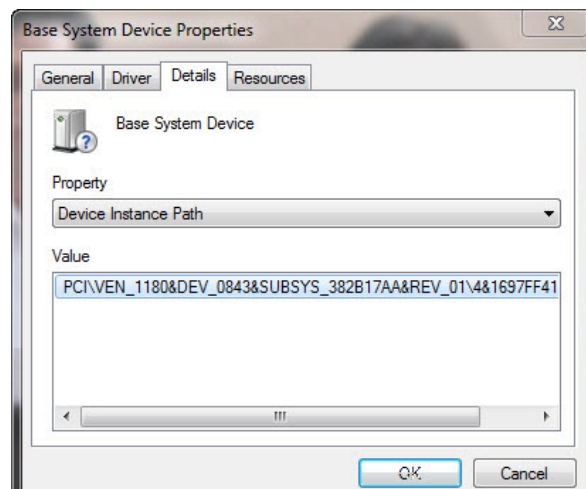 Base System Device Properties
General Driver Details Resources
Base System Device
Property
Device Instance Path
Value
PCI\VEN_1180&DEV_0843&SUBSYS_382B17AA&REV_01\4&1697FF41
OK Cancel